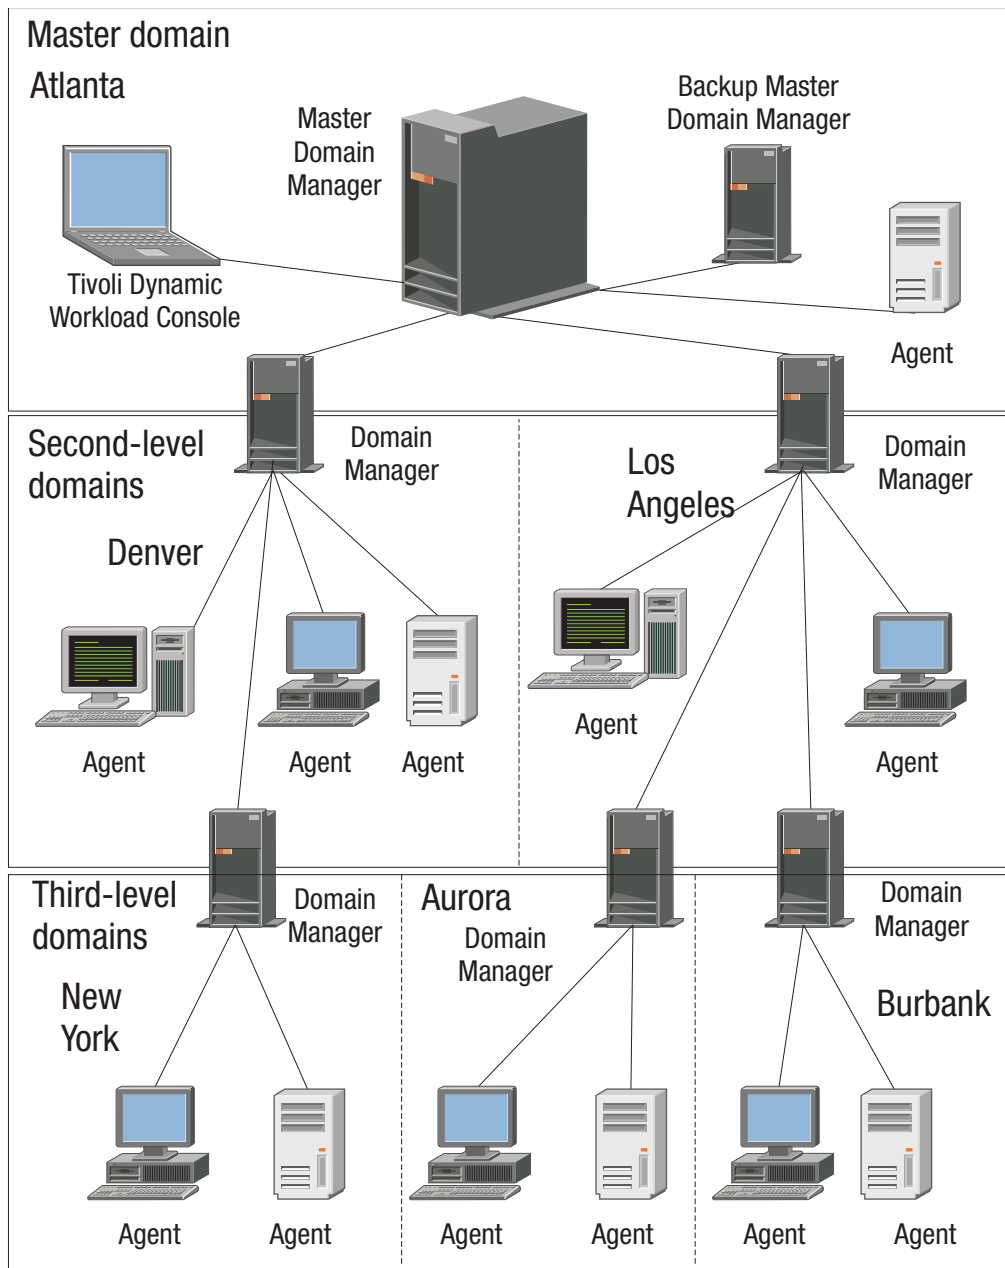 Master domain
Atlanta
Master
Domain
Manager
Backup Master
Domain Manager
Tivoli Dynamic
Workload Console
Agent
Second-level
domains
Domain
Manager
Denver
Los
Angeles
Domain
Manager
Agent
Agent
Agent
Agent
Agent
Third-level
domains
Domain
Manager
New
York
Aurora
Domain
Manager
Domain
Manager
Burbank
Agent
Agent
Agent
Agent
Agent
Agent